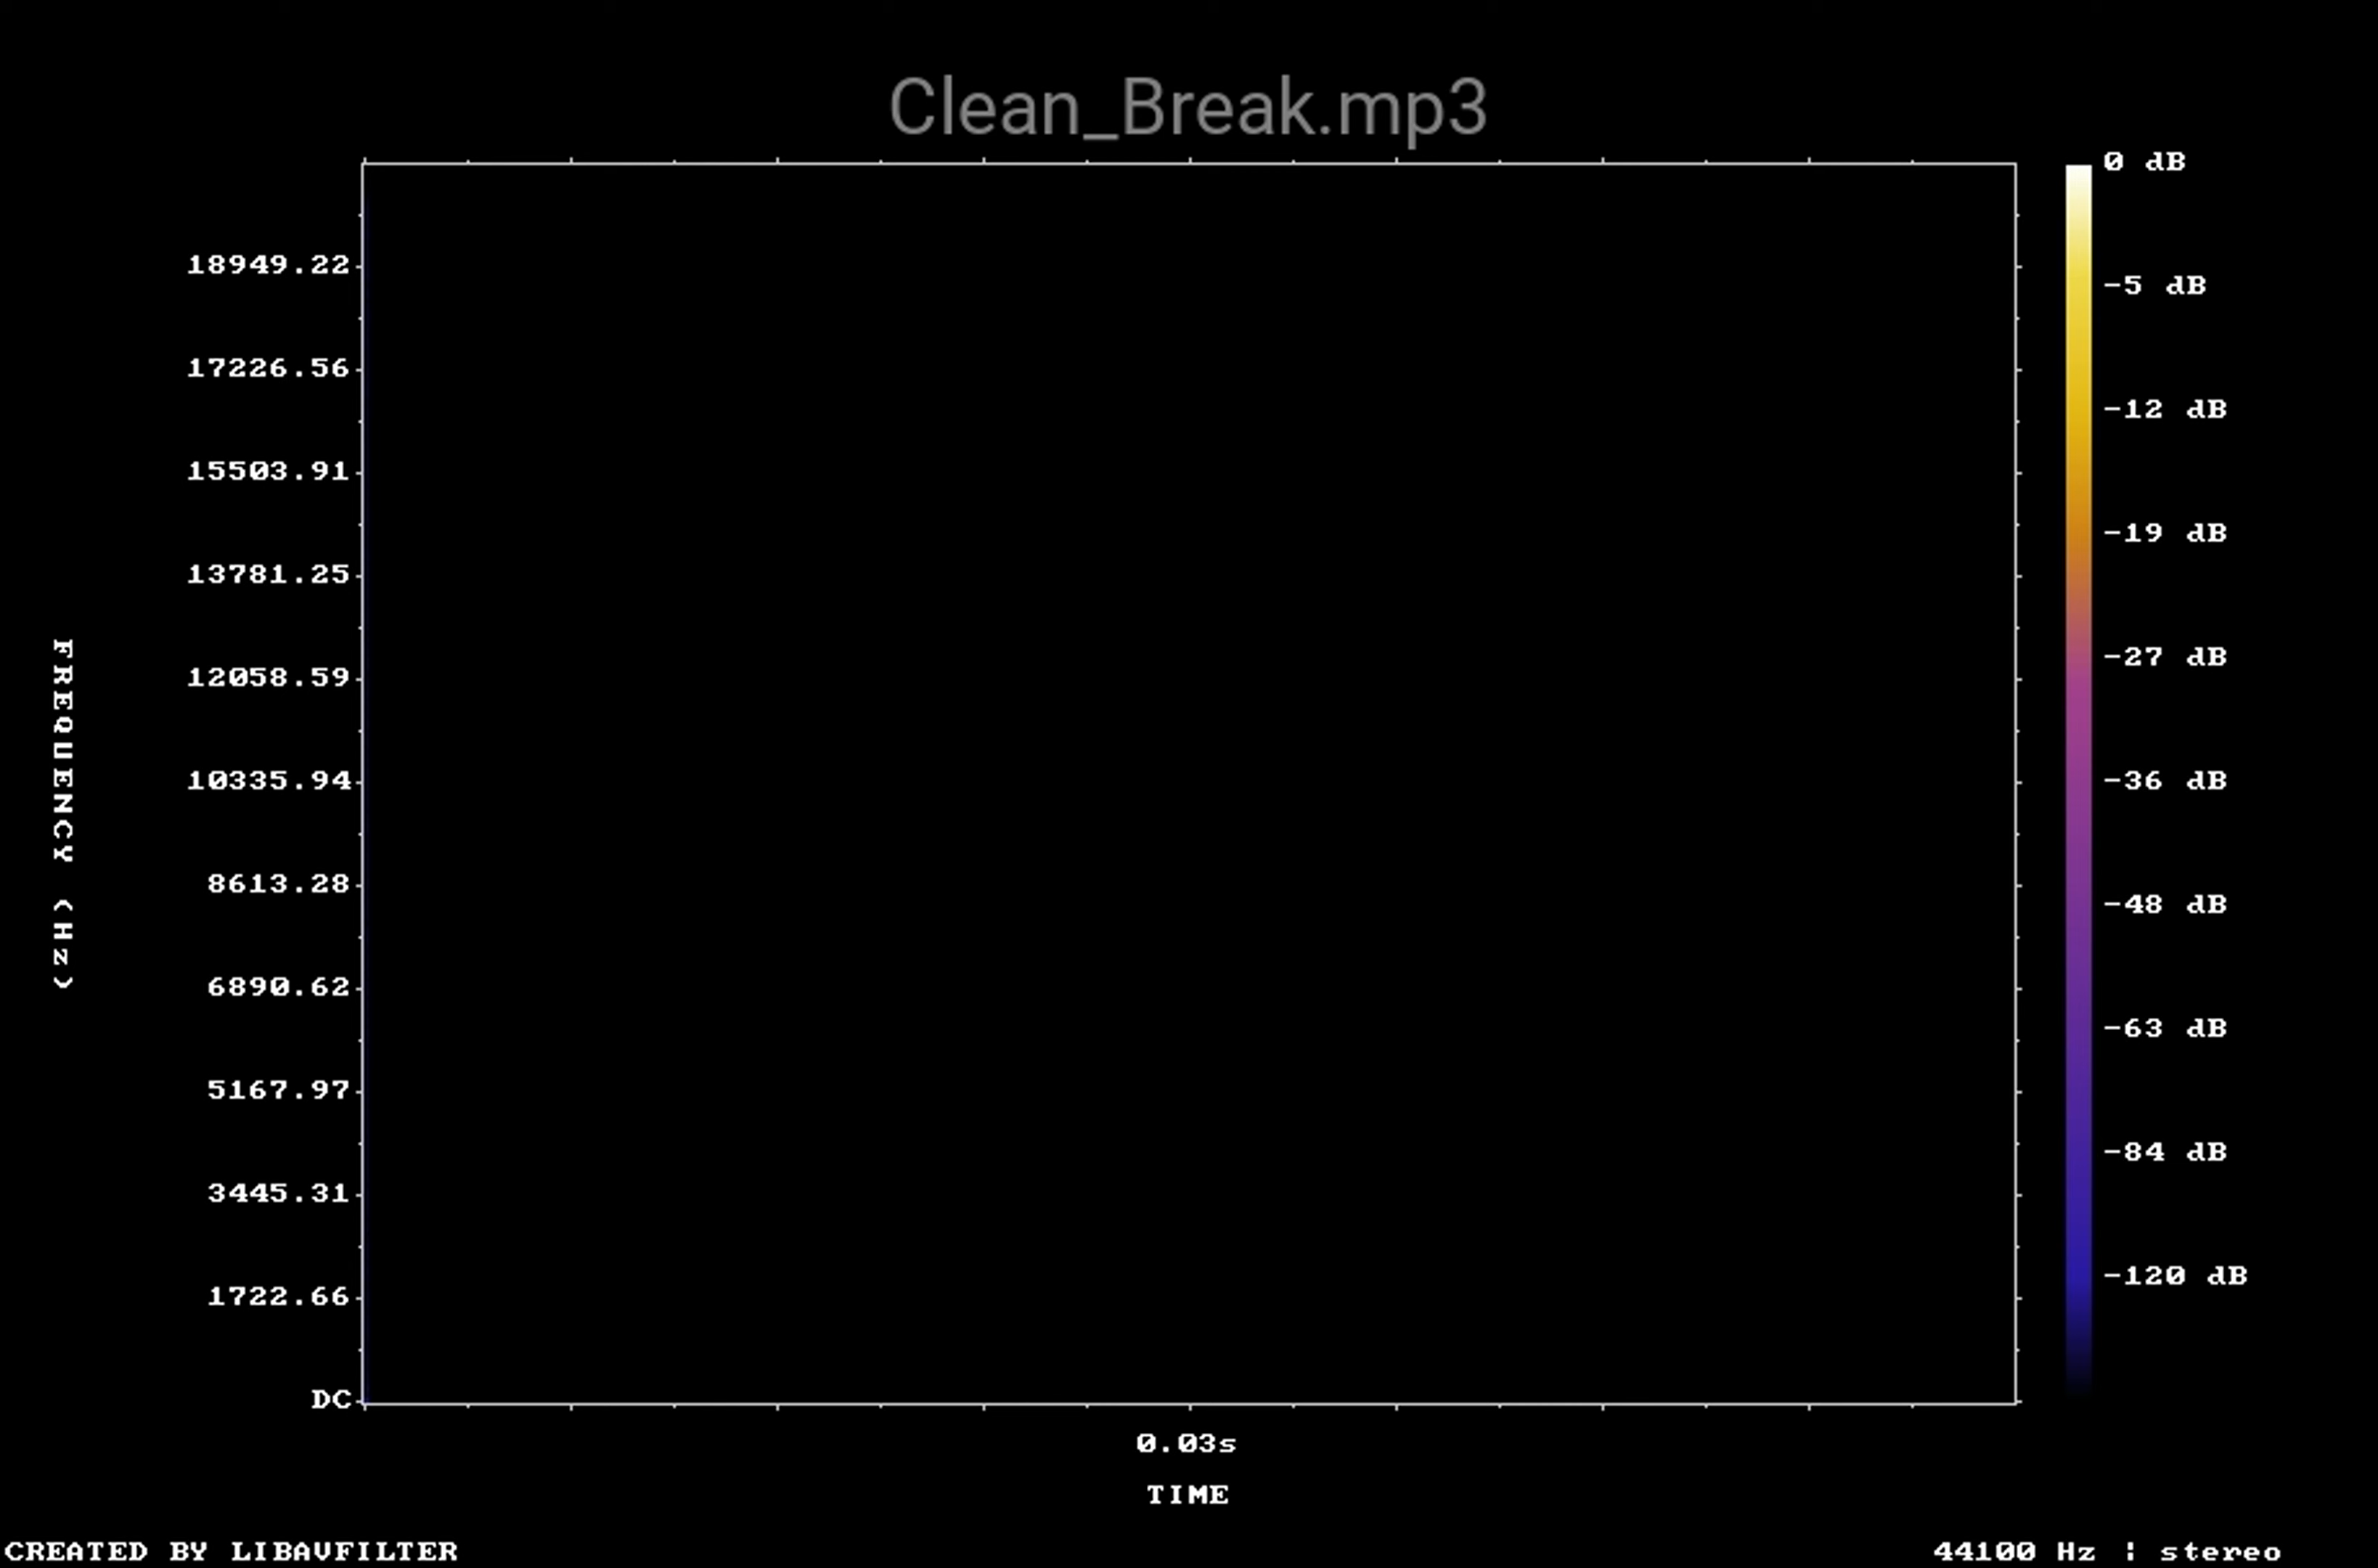 Clean_Break.mp3
0 dB
18949.22
-5 dB
17226.56
-12 dB
15503.91
-19 dB
13781.25
-27 dB
12058.59
FREQUENCY (Hz)
10335.94
-36 dB
8613.28
-48 dB
6890.62
-63 dB
5167.97
-84 dB
3445.31
-120 dB
1722.66
DC
0.03s
TIME
CREATED BY LIBAVFILTER
44100 Hz | stereo